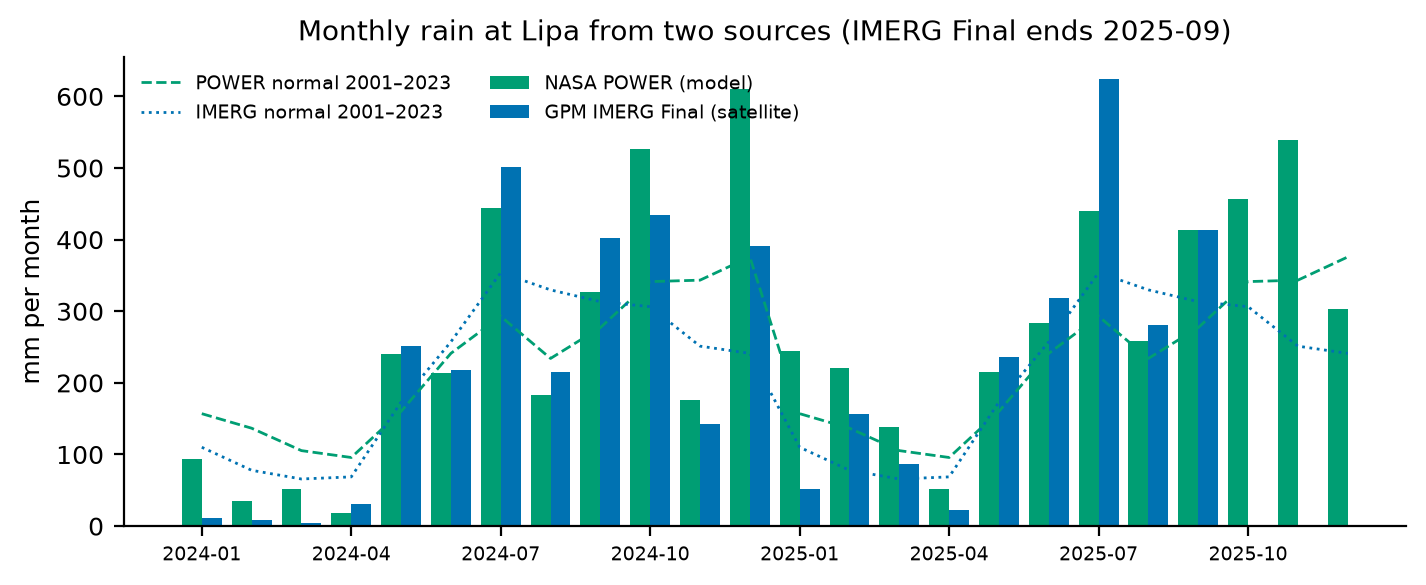 Monthly rain at Lipa from two sources (IMERG Final ends 2025-09)
POWER normal 2001–2023
IMERG normal 2001–2023
NASA POWER (model)
GPM IMERG Final (satellite)
mm per month
600
500
400
300
200
100
0
2024-01 2024-04 2024-07 2024-10 2025-01 2025-04 2025-07 2025-10